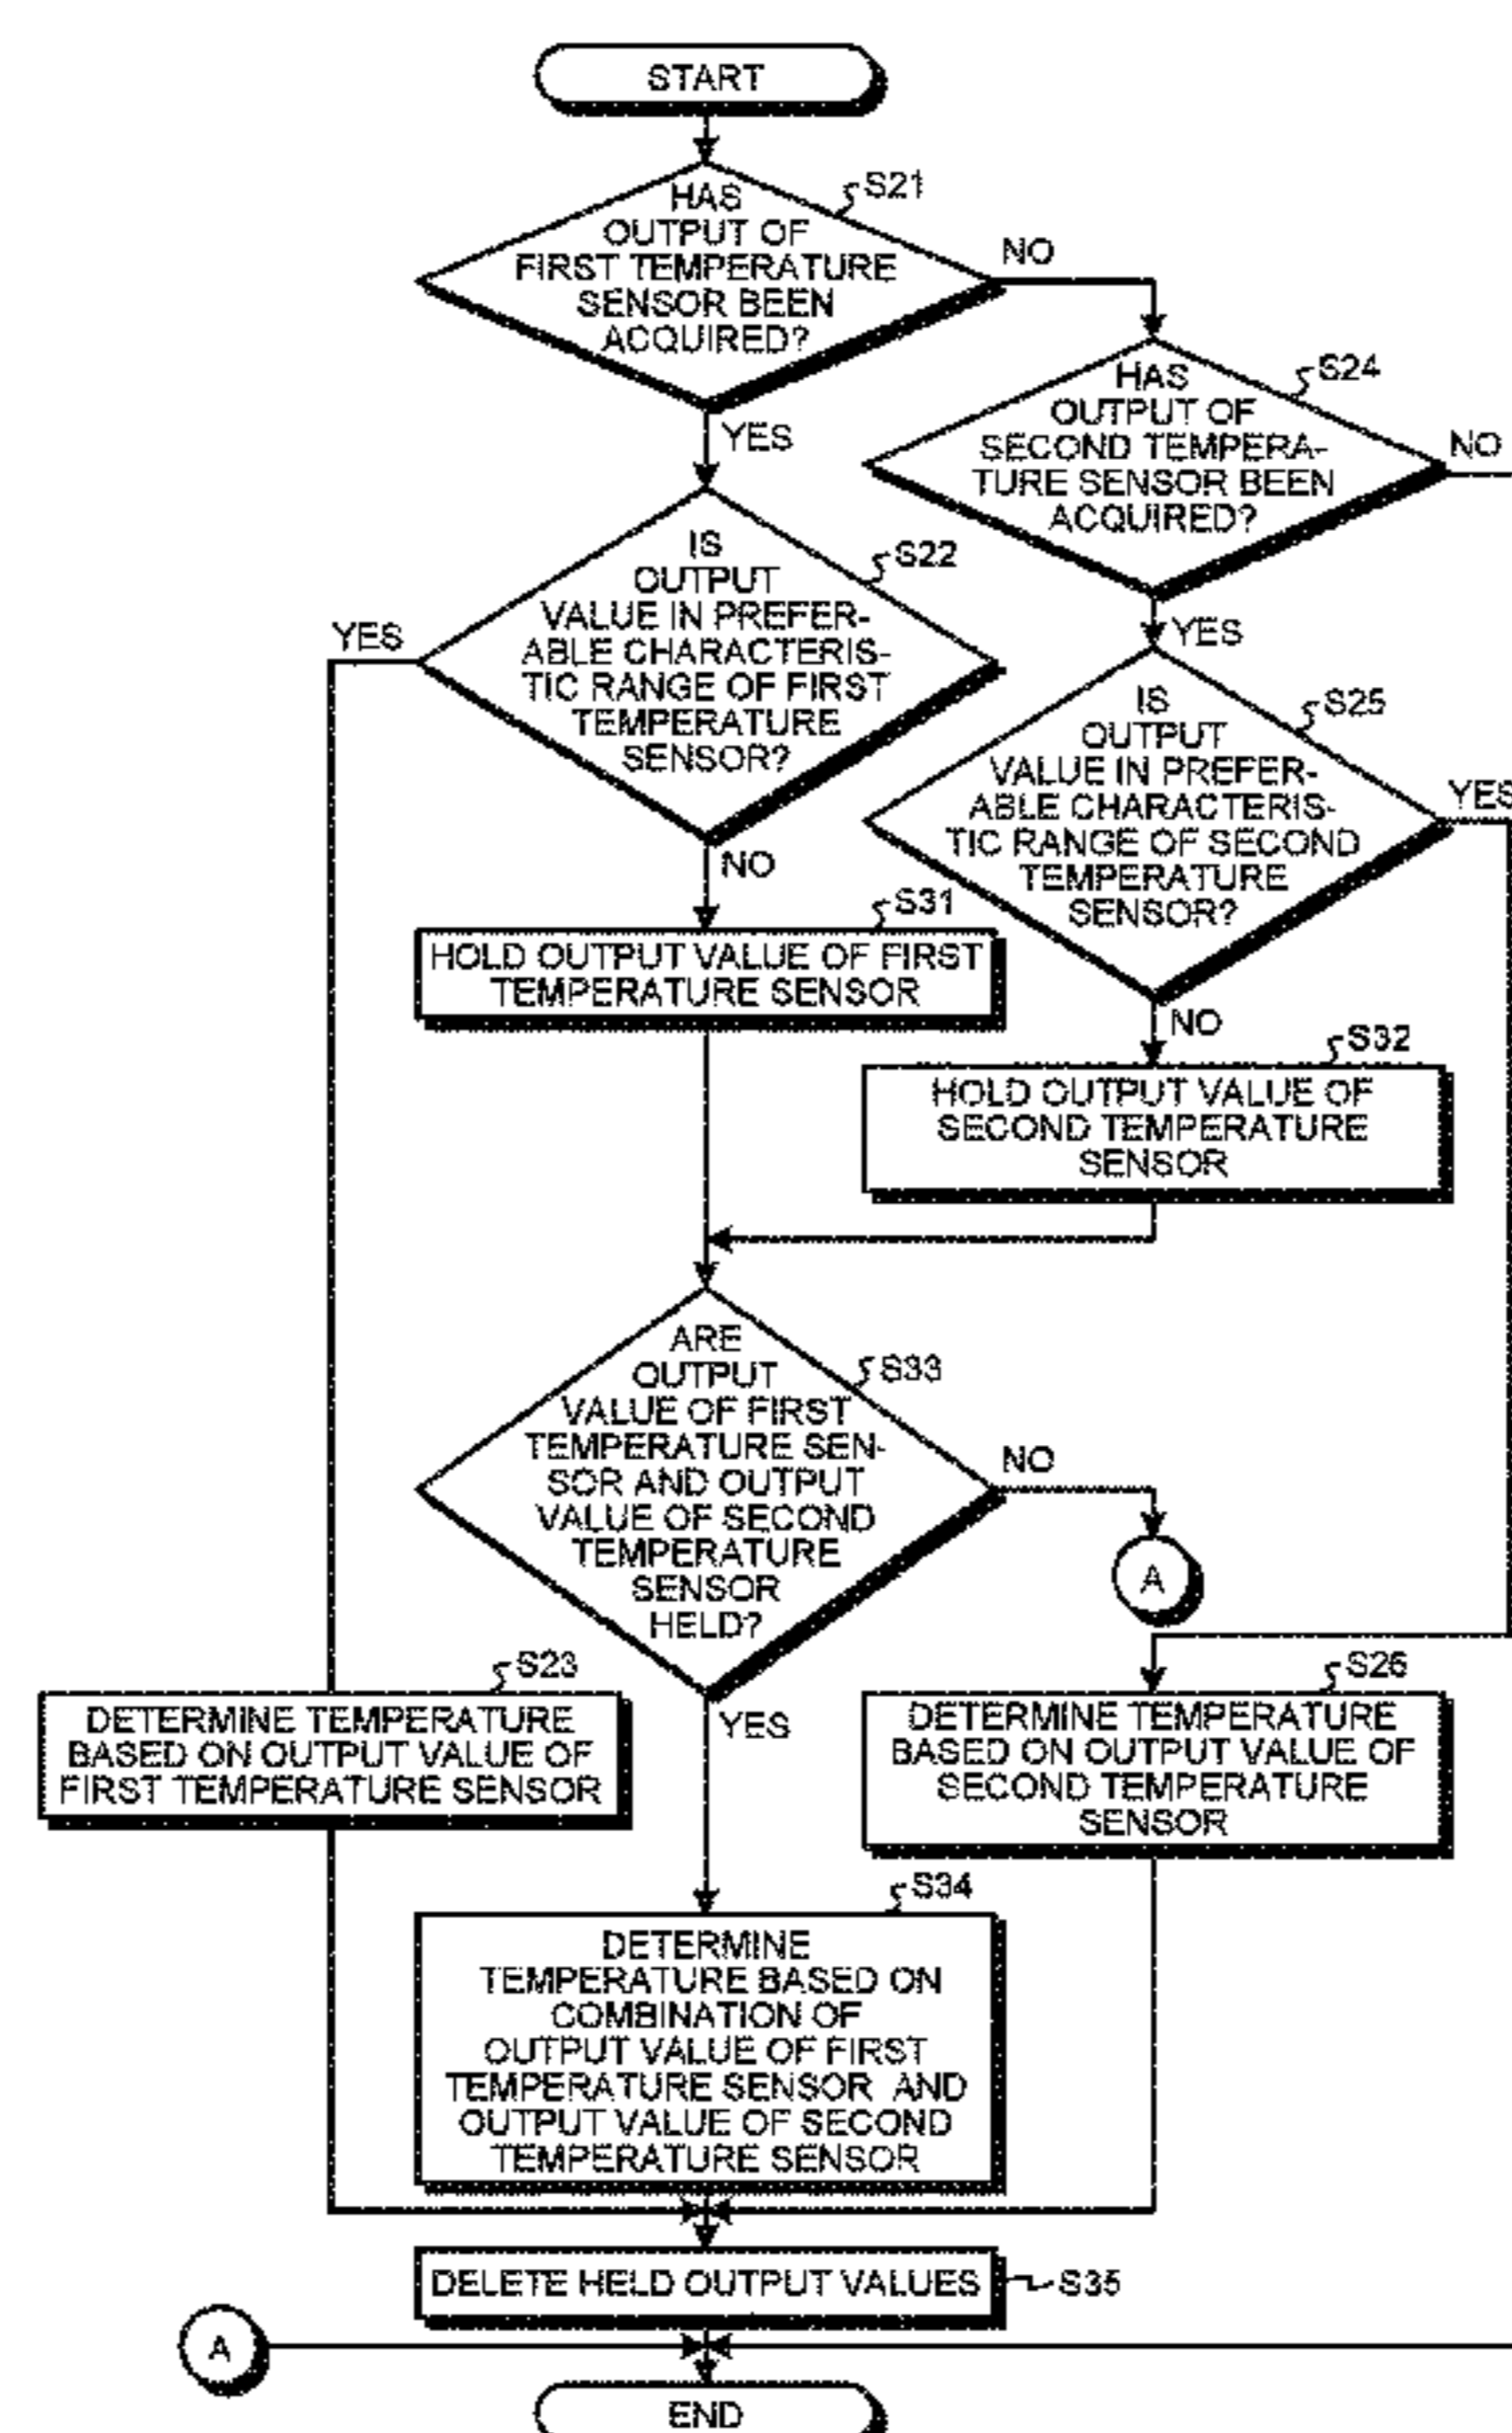 START
S21
HAS
OUTPUT OF
FIRST TEMPERATURE
SENSOR BEEN
ACQUIRED?
NO
YES
S24
HAS
OUTPUT OF
SECOND TEMPERA-
TURE SENSOR BEEN
ACQUIRED?
NO
YES
S22
IS
OUTPUT
VALUE IN PREFER-
ABLE CHARACTERIS-
TIC RANGE OF FIRST
TEMPERATURE
SENSOR?
YES
NO
S25
IS
OUTPUT
VALUE IN PREFER-
ABLE CHARACTERIS-
TIC RANGE OF SECOND
TEMPERATURE
SENSOR?
YES
NO
S31
HOLD OUTPUT VALUE OF FIRST
TEMPERATURE SENSOR
S32
HOLD OUTPUT VALUE OF
SECOND TEMPERATURE
SENSOR
S33
ARE
OUTPUT
VALUE OF FIRST
TEMPERATURE SEN-
SOR AND OUTPUT
VALUE OF SECOND
TEMPERATURE
SENSOR
HELD?
NO
A
YES
S23
DETERMINE TEMPERATURE
BASED ON OUTPUT VALUE OF
FIRST TEMPERATURE SENSOR
S26
DETERMINE TEMPERATURE
BASED ON OUTPUT VALUE OF
SECOND TEMPERATURE
SENSOR
S34
DETERMINE
TEMPERATURE BASED ON
COMBINATION OF
OUTPUT VALUE OF FIRST
TEMPERATURE SENSOR AND
OUTPUT VALUE OF SECOND
TEMPERATURE SENSOR
DELETE HELD OUTPUT VALUES
S35
A
END